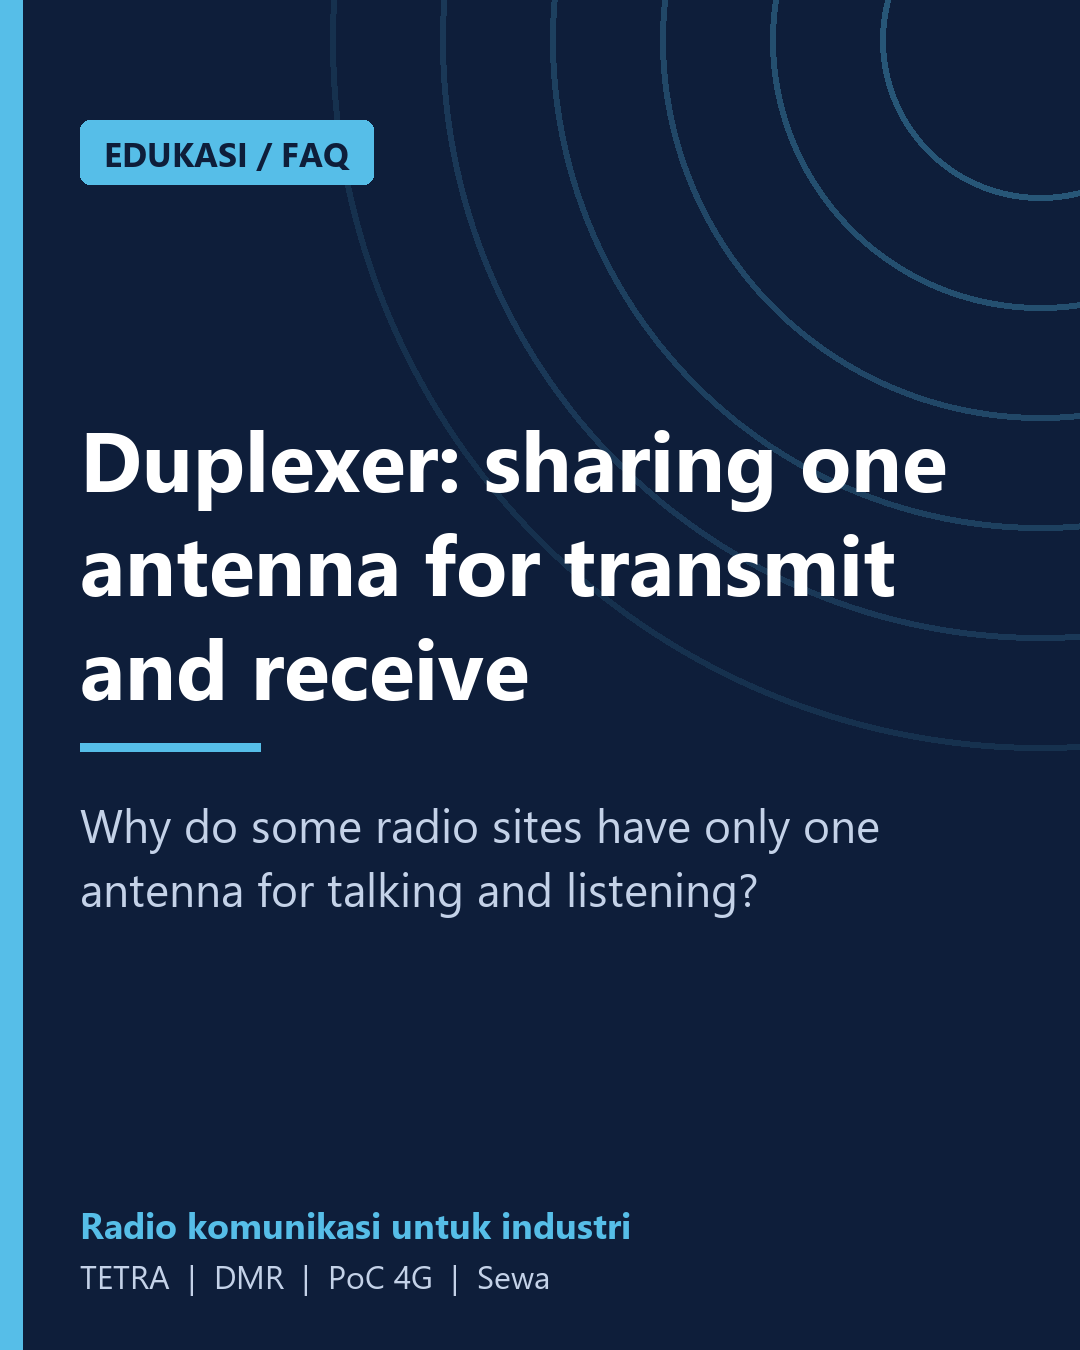 EDUKASI / FAQ
Duplexer: sharing one
antenna for transmit
and receive
Why do some radio sites have only one
antenna for talking and listening?
Radio komunikasi untuk industri
TETRA | DMR | PoC 4G | Sewa